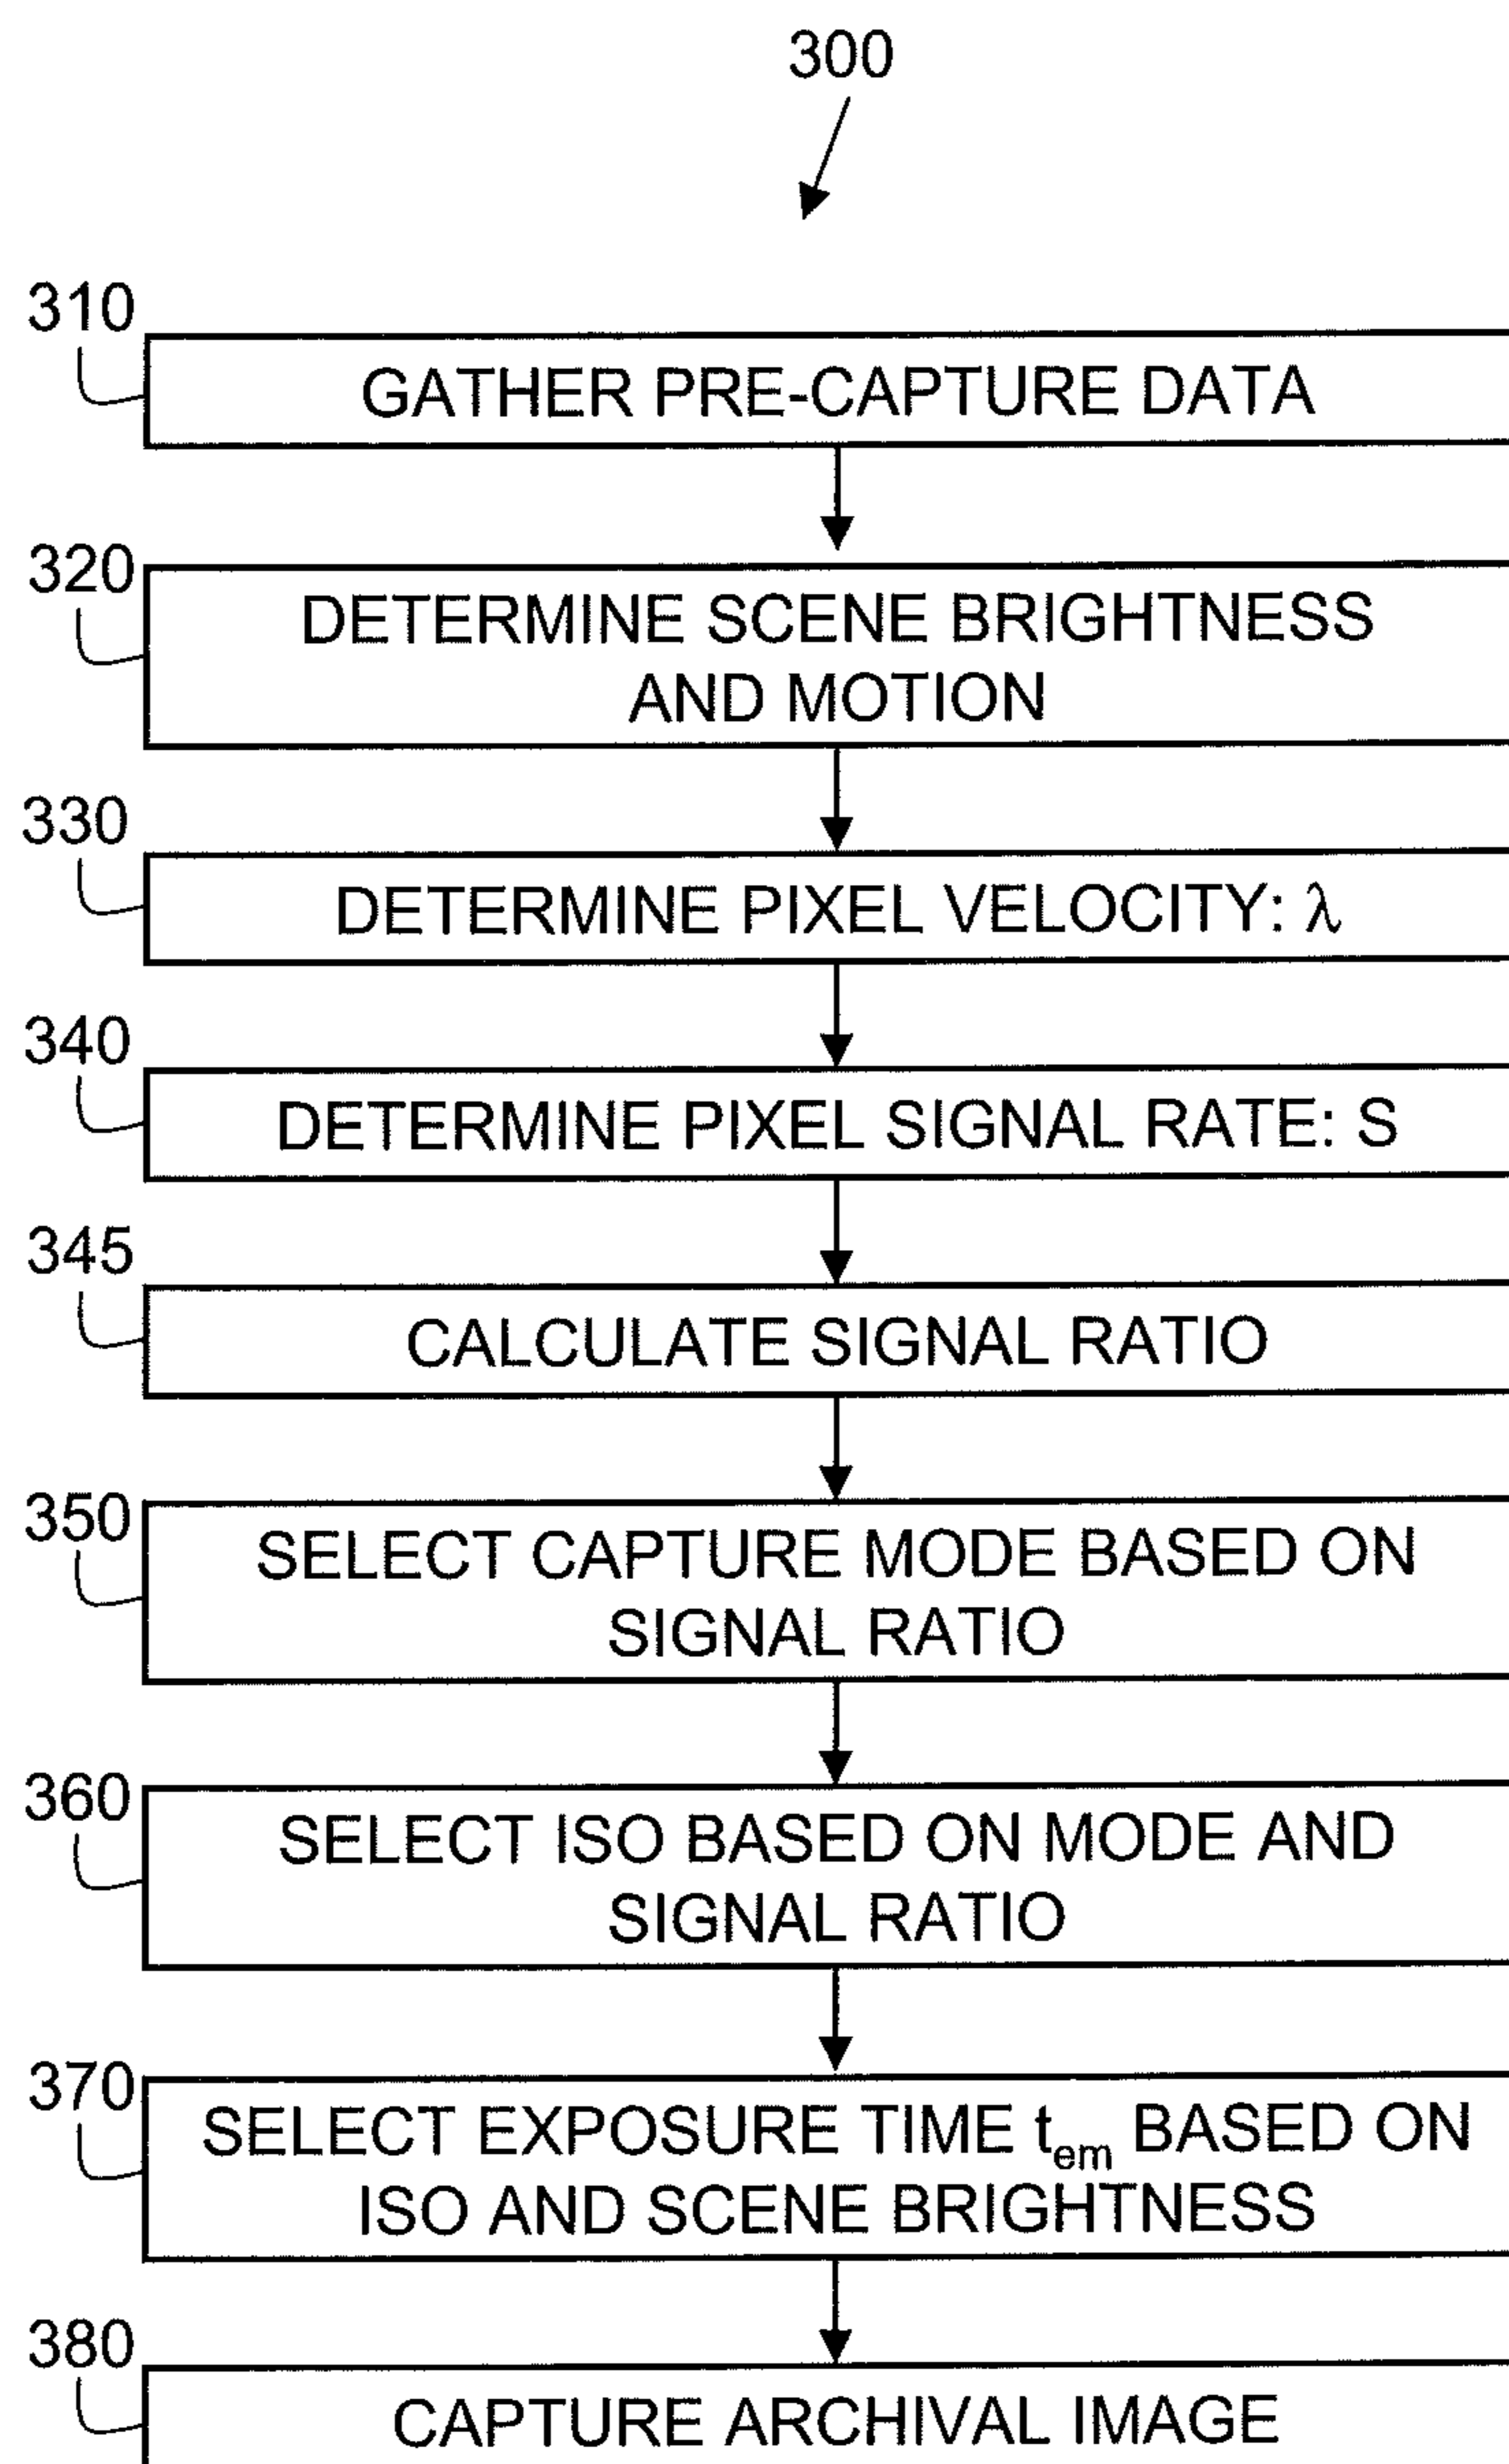 300
310
GATHER PRE-CAPTURE DATA
320
DETERMINE SCENE BRIGHTNESS
AND MOTION
330
DETERMINE PIXEL VELOCITY: λ
340
DETERMINE PIXEL SIGNAL RATE: S
345
CALCULATE SIGNAL RATIO
350
SELECT CAPTURE MODE BASED ON
SIGNAL RATIO
360
SELECT ISO BASED ON MODE AND
SIGNAL RATIO
370
SELECT EXPOSURE TIME tem BASED ON
ISO AND SCENE BRIGHTNESS
380
CAPTURE ARCHIVAL IMAGE